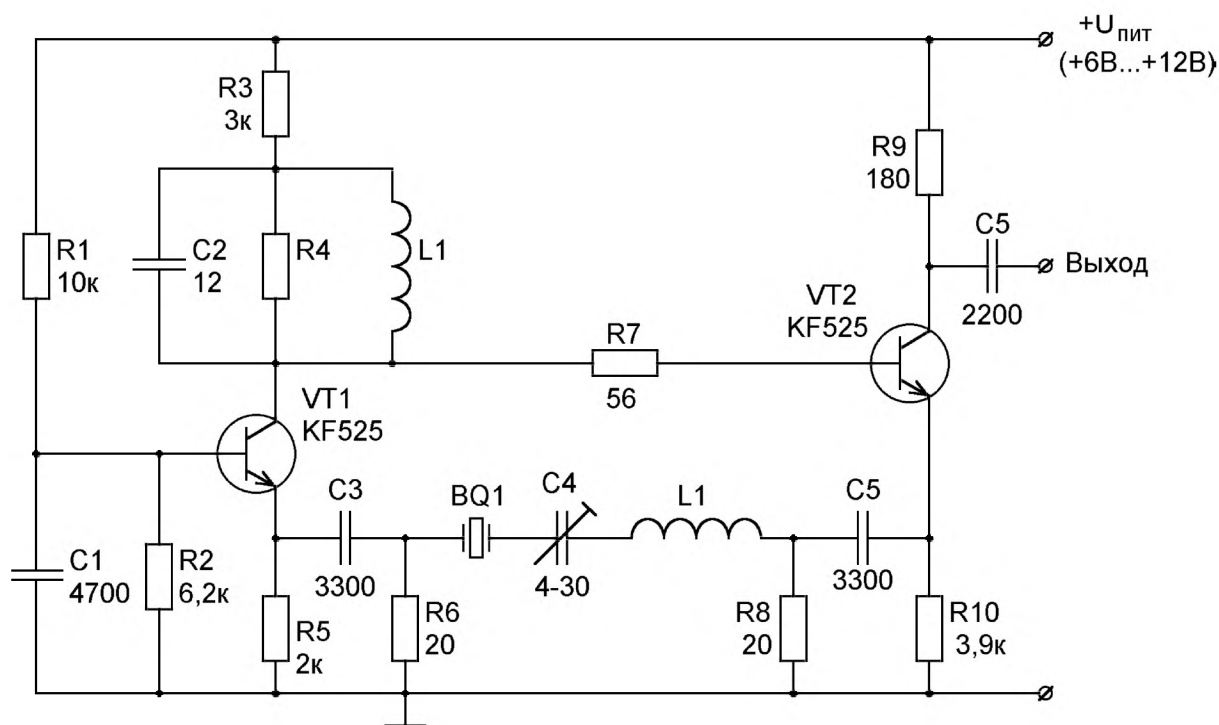 +Uпит
(+6В...+12В)
R3
3к
R9
180
R1
10к
C2
12
R4
L1
C5
Выход
2200
VT2
KF525
R7
56
VT1
KF525
C3
3300
BQ1
C4
4-30
L1
C5
3300
C1
4700
R2
6,2к
R5
2к
R6
20
R8
20
R10
3,9к